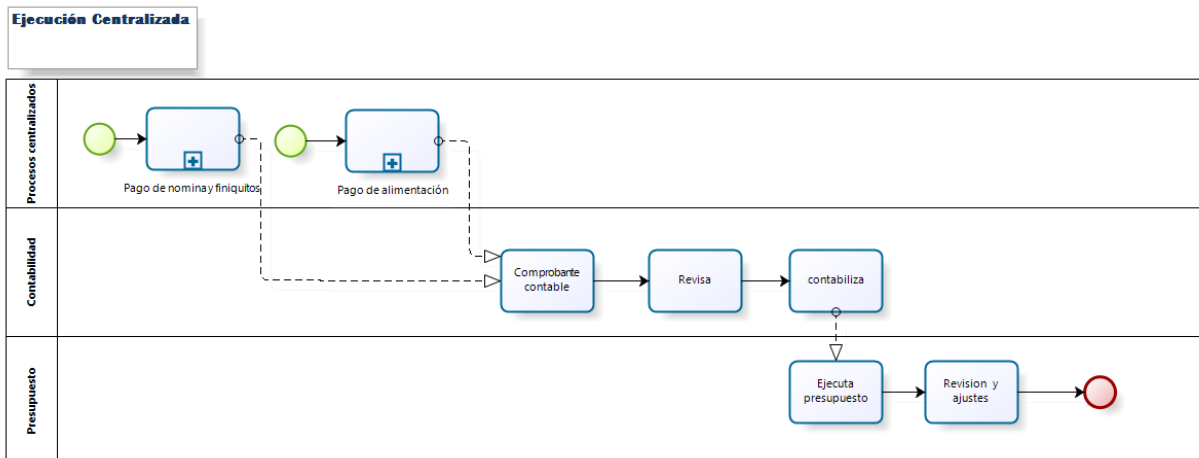 Ejecución Centralizada
Procesos centralizados
Pago de nomina y finiquitos
Pago de alimentación
Contabilidad
Comprobante
contable
Revisa
contabiliza
Presupuesto
Ejecuta
presupuesto
Revision y
ajustes